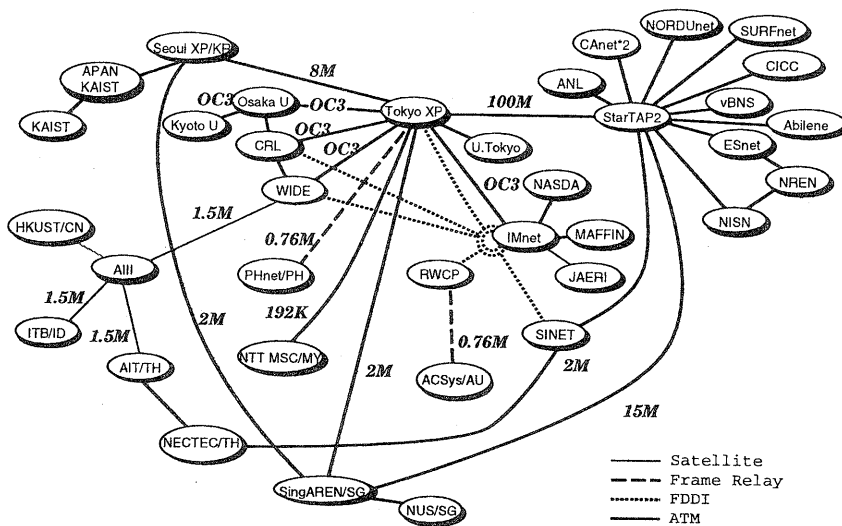 NORDUnet
CAnet*2
SURFnet
Seoul XP/KR
CICC
APAN
KAIST
8M
ANL
vBNS
OC3
Osaka U
OC3
Tokyo XP
100M
StarTAP2
Abilene
KAIST
Kyoto U
OC3
CRL
OC3
U.Tokyo
ESnet
WIDE
OC3
NASDA
NREN
1.5M
NISN
HKUST/CN
IMnet
MAFFIN
0.76M
AIII
PHnet/PH
RWCP
JAERI
1.5M
192K
ITB/ID
2M
SINET
1.5M
0.76M
NTT MSC/MY
2M
AIT/TH
2M
ACSys/AU
15M
NECTEC/TH
Satellite
Frame Relay
SingAREN/SG
FDDI
NUS/SG
ATM